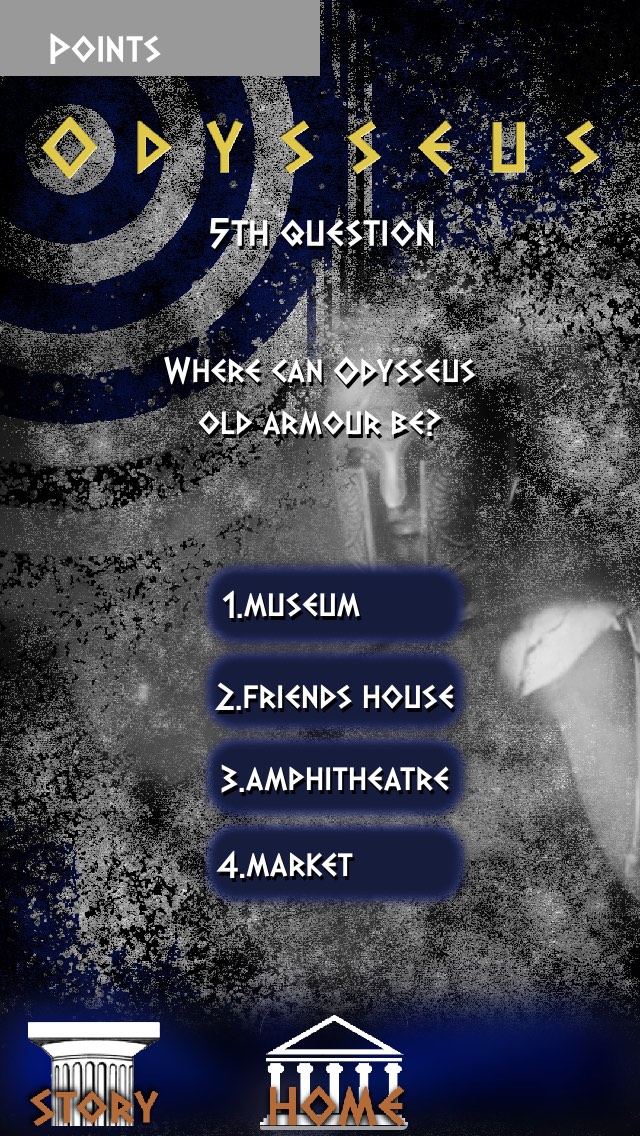 POINTS
ODYSSEUS
5TH QUESTION
WHERE CAN ODYSSEUS
OLD ARMOUR BE?
1.MUSEUM
2.FRIENDS HOUSE
3.AMPHITHEATRE
4.MARKET
STORY
HOME